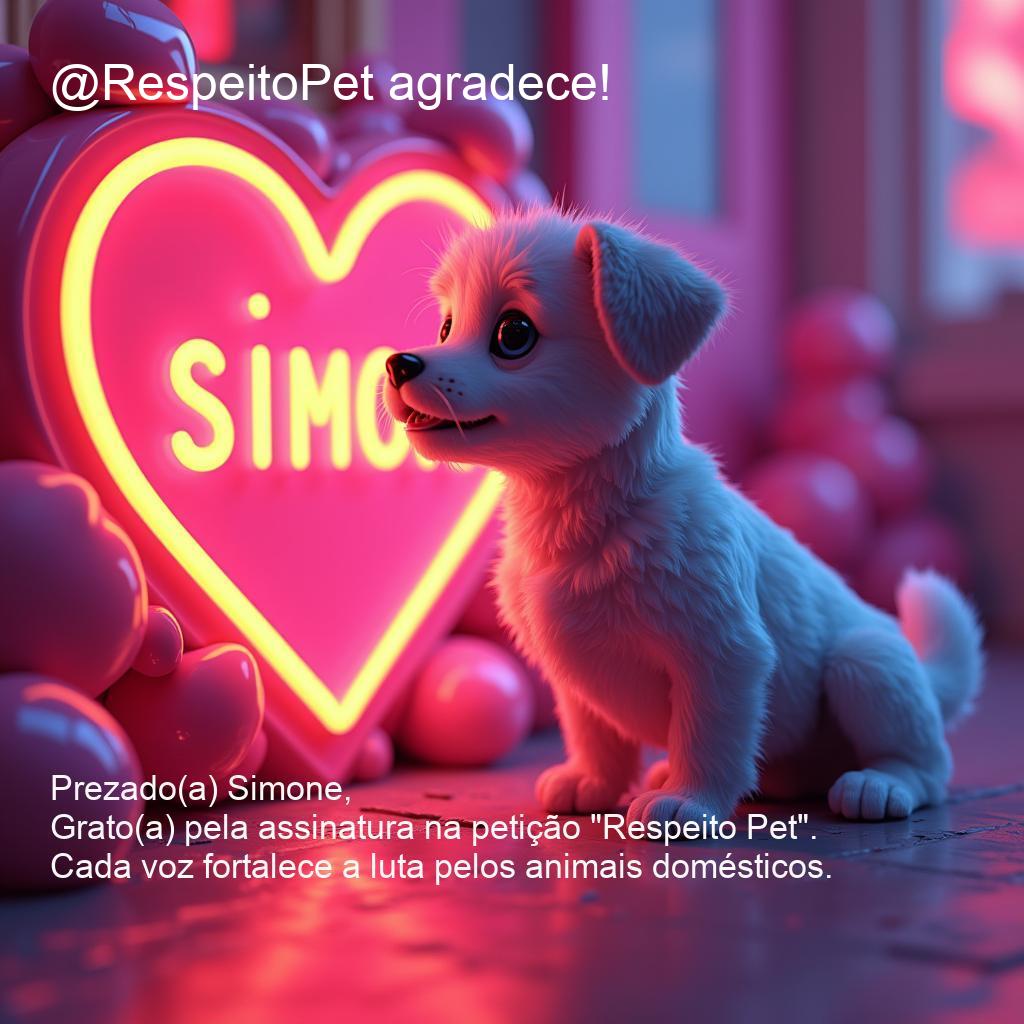 @RespeitoPet agradece!
SiMO
Prezado(a) Simone,
Grato(a) pela assinatura na petição "Respeito Pet".
Cada voz fortalece a luta pelos animais domésticos.